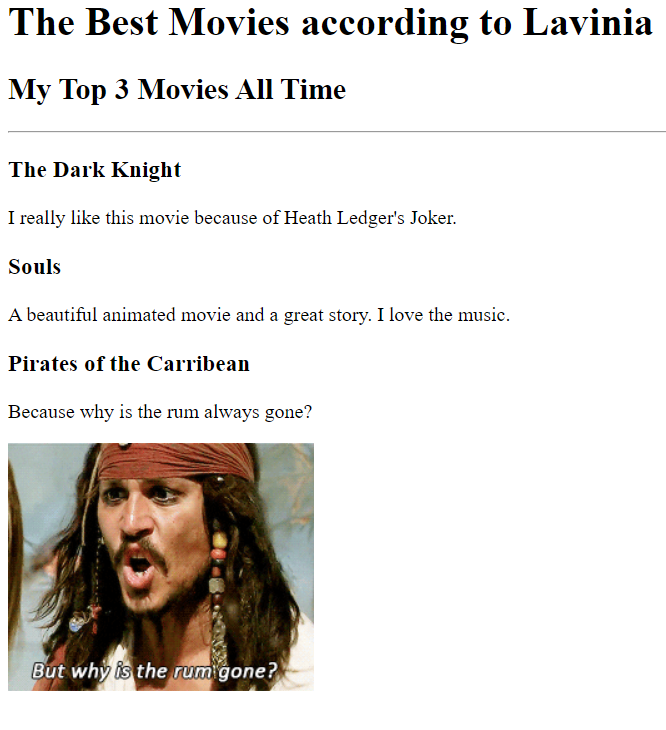 The Best Movies according to Lavinia
My Top 3 Movies All Time
The Dark Knight
I really like this movie because of Heath Ledger's Joker.
Souls
A beautiful animated movie and a great story. I love the music.
Pirates of the Carribean
Because why is the rum always gone?
But why is the rum gone?